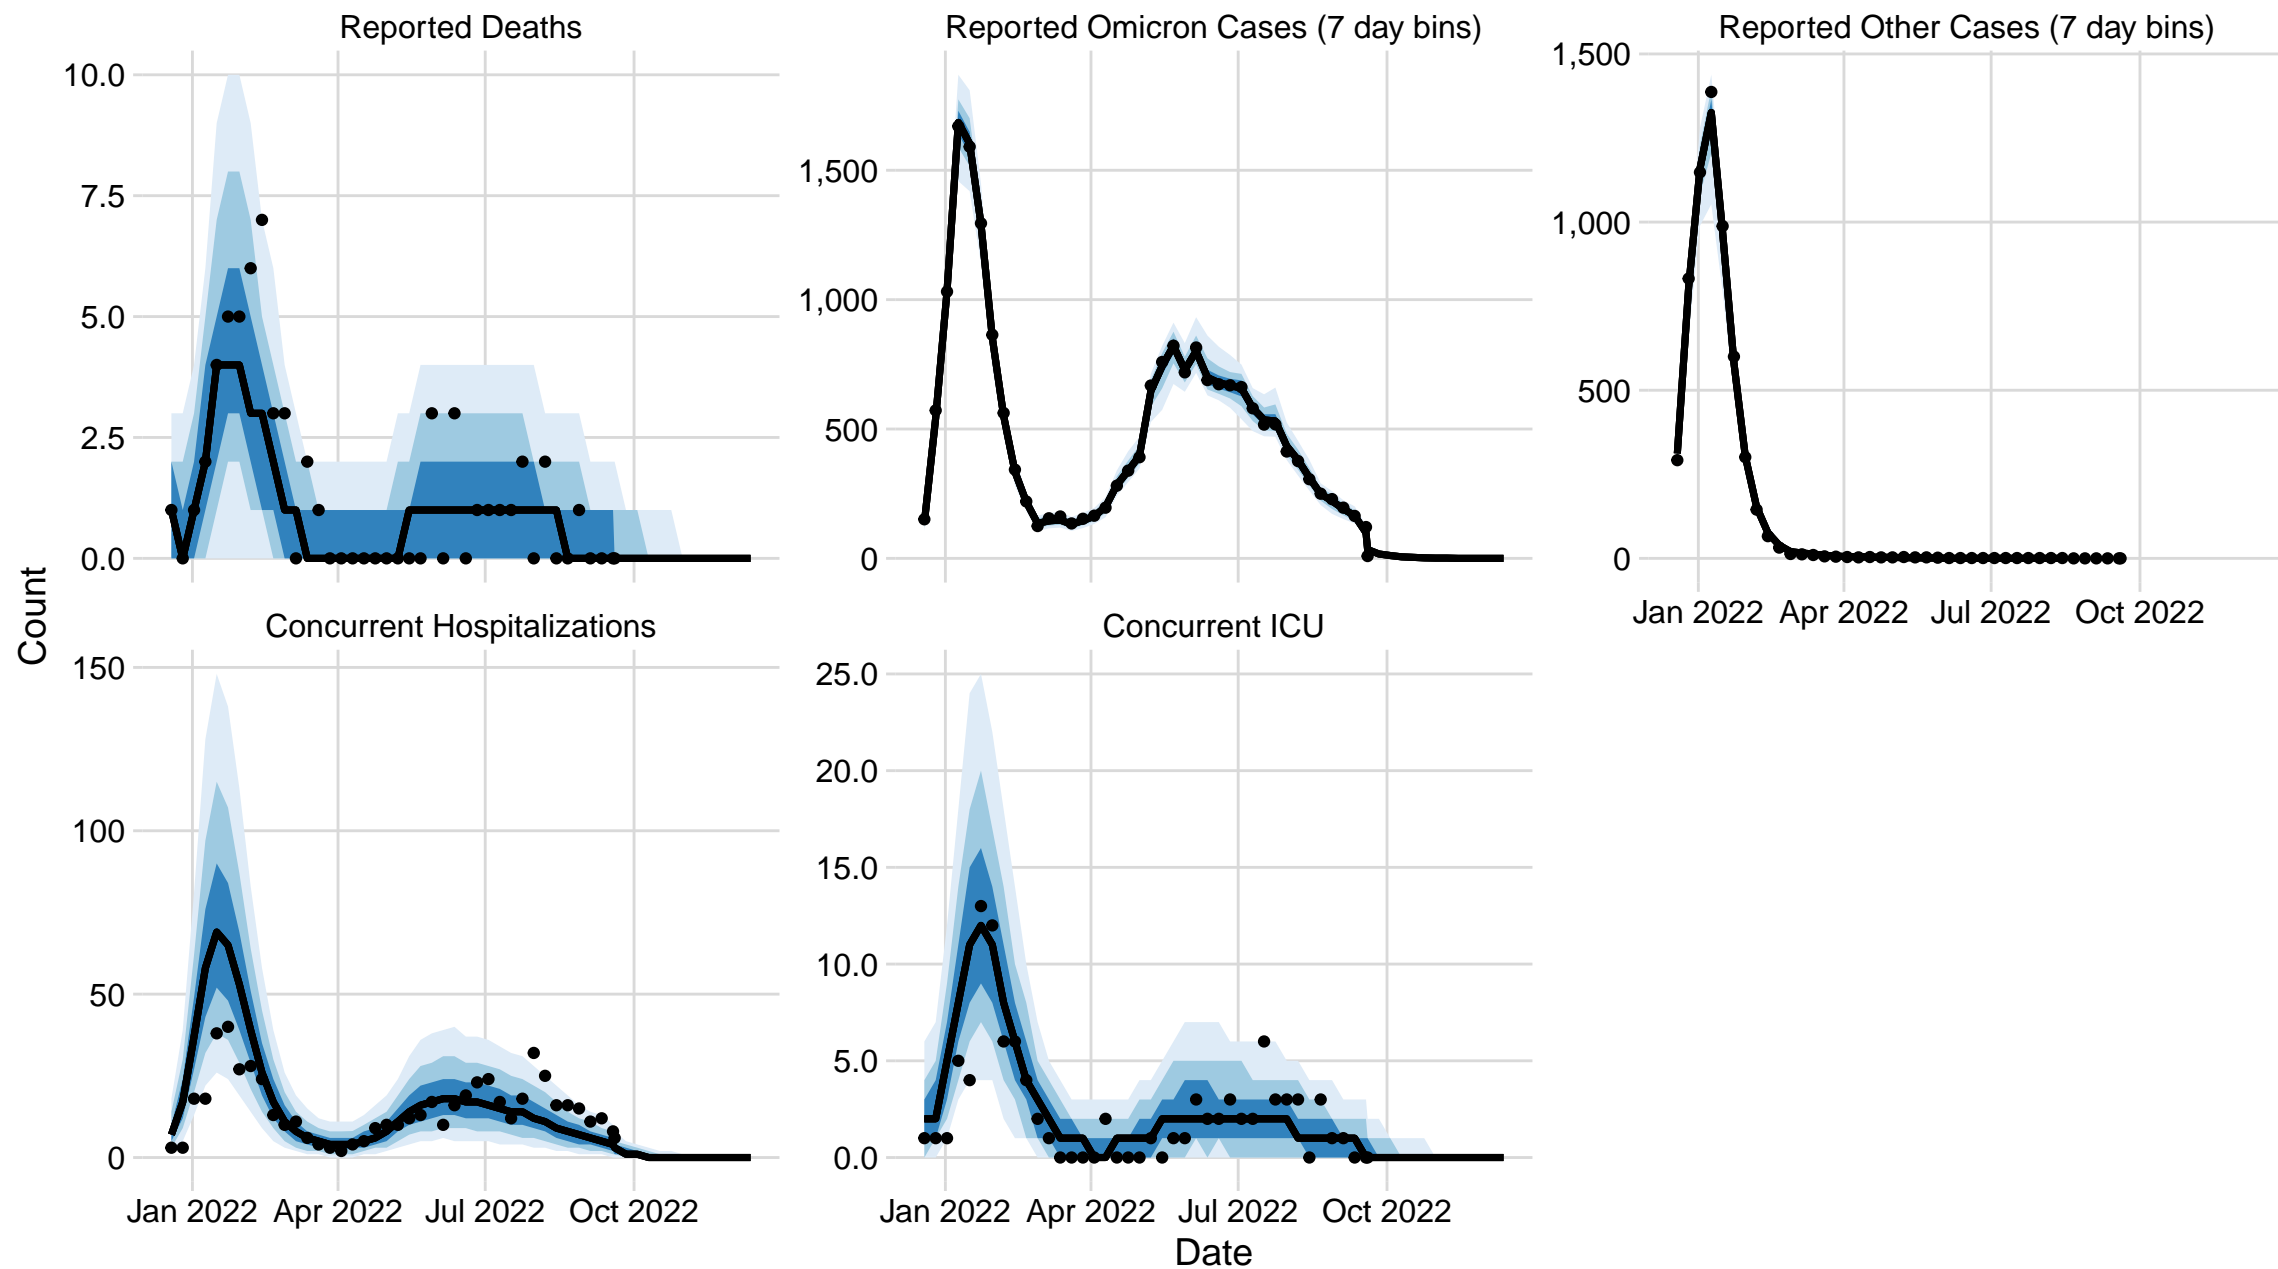 Reported Deaths
Reported Omicron Cases (7 day bins)
Reported Other Cases (7 day bins)
10.0
7.5
5.0
2.5
0.0
1,500
1,000
500
0
1,500
1,000
500
0
Jan 2022 Apr 2022 Jul 2022 Oct 2022
Count
Concurrent Hospitalizations
Concurrent ICU
150
100
50
0
25.0
20.0
15.0
10.0
5.0
0.0
Jan 2022 Apr 2022 Jul 2022 Oct 2022
Jan 2022 Apr 2022 Jul 2022 Oct 2022
Date